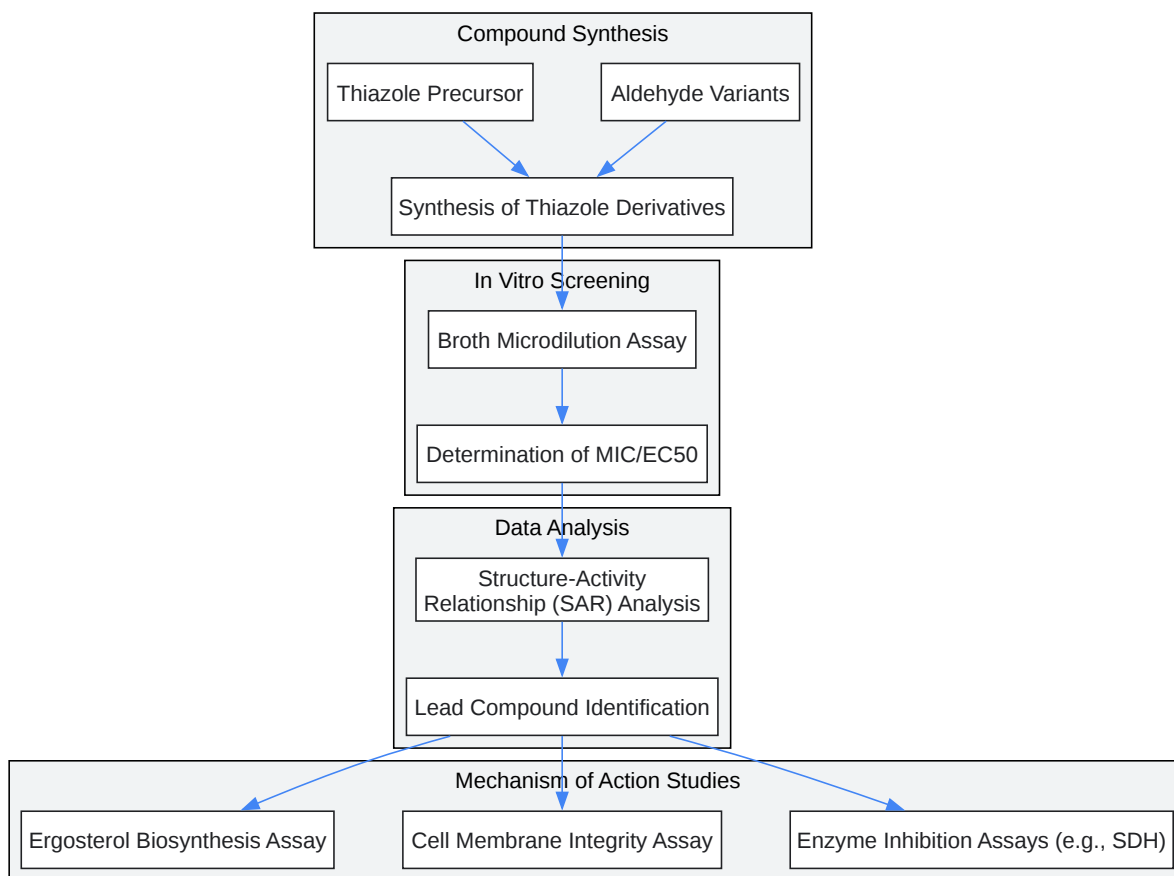 Compound Synthesis
Thiazole Precursor
Aldehyde Variants
Synthesis of Thiazole Derivatives
In Vitro Screening
Broth Microdilution Assay
Determination of MIC/EC50
Data Analysis
Structure-Activity
Relationship (SAR) Analysis
Lead Compound Identification
Mechanism of Action Studies
Ergosterol Biosynthesis Assay
Cell Membrane Integrity Assay
Enzyme Inhibition Assays (e.g., SDH)